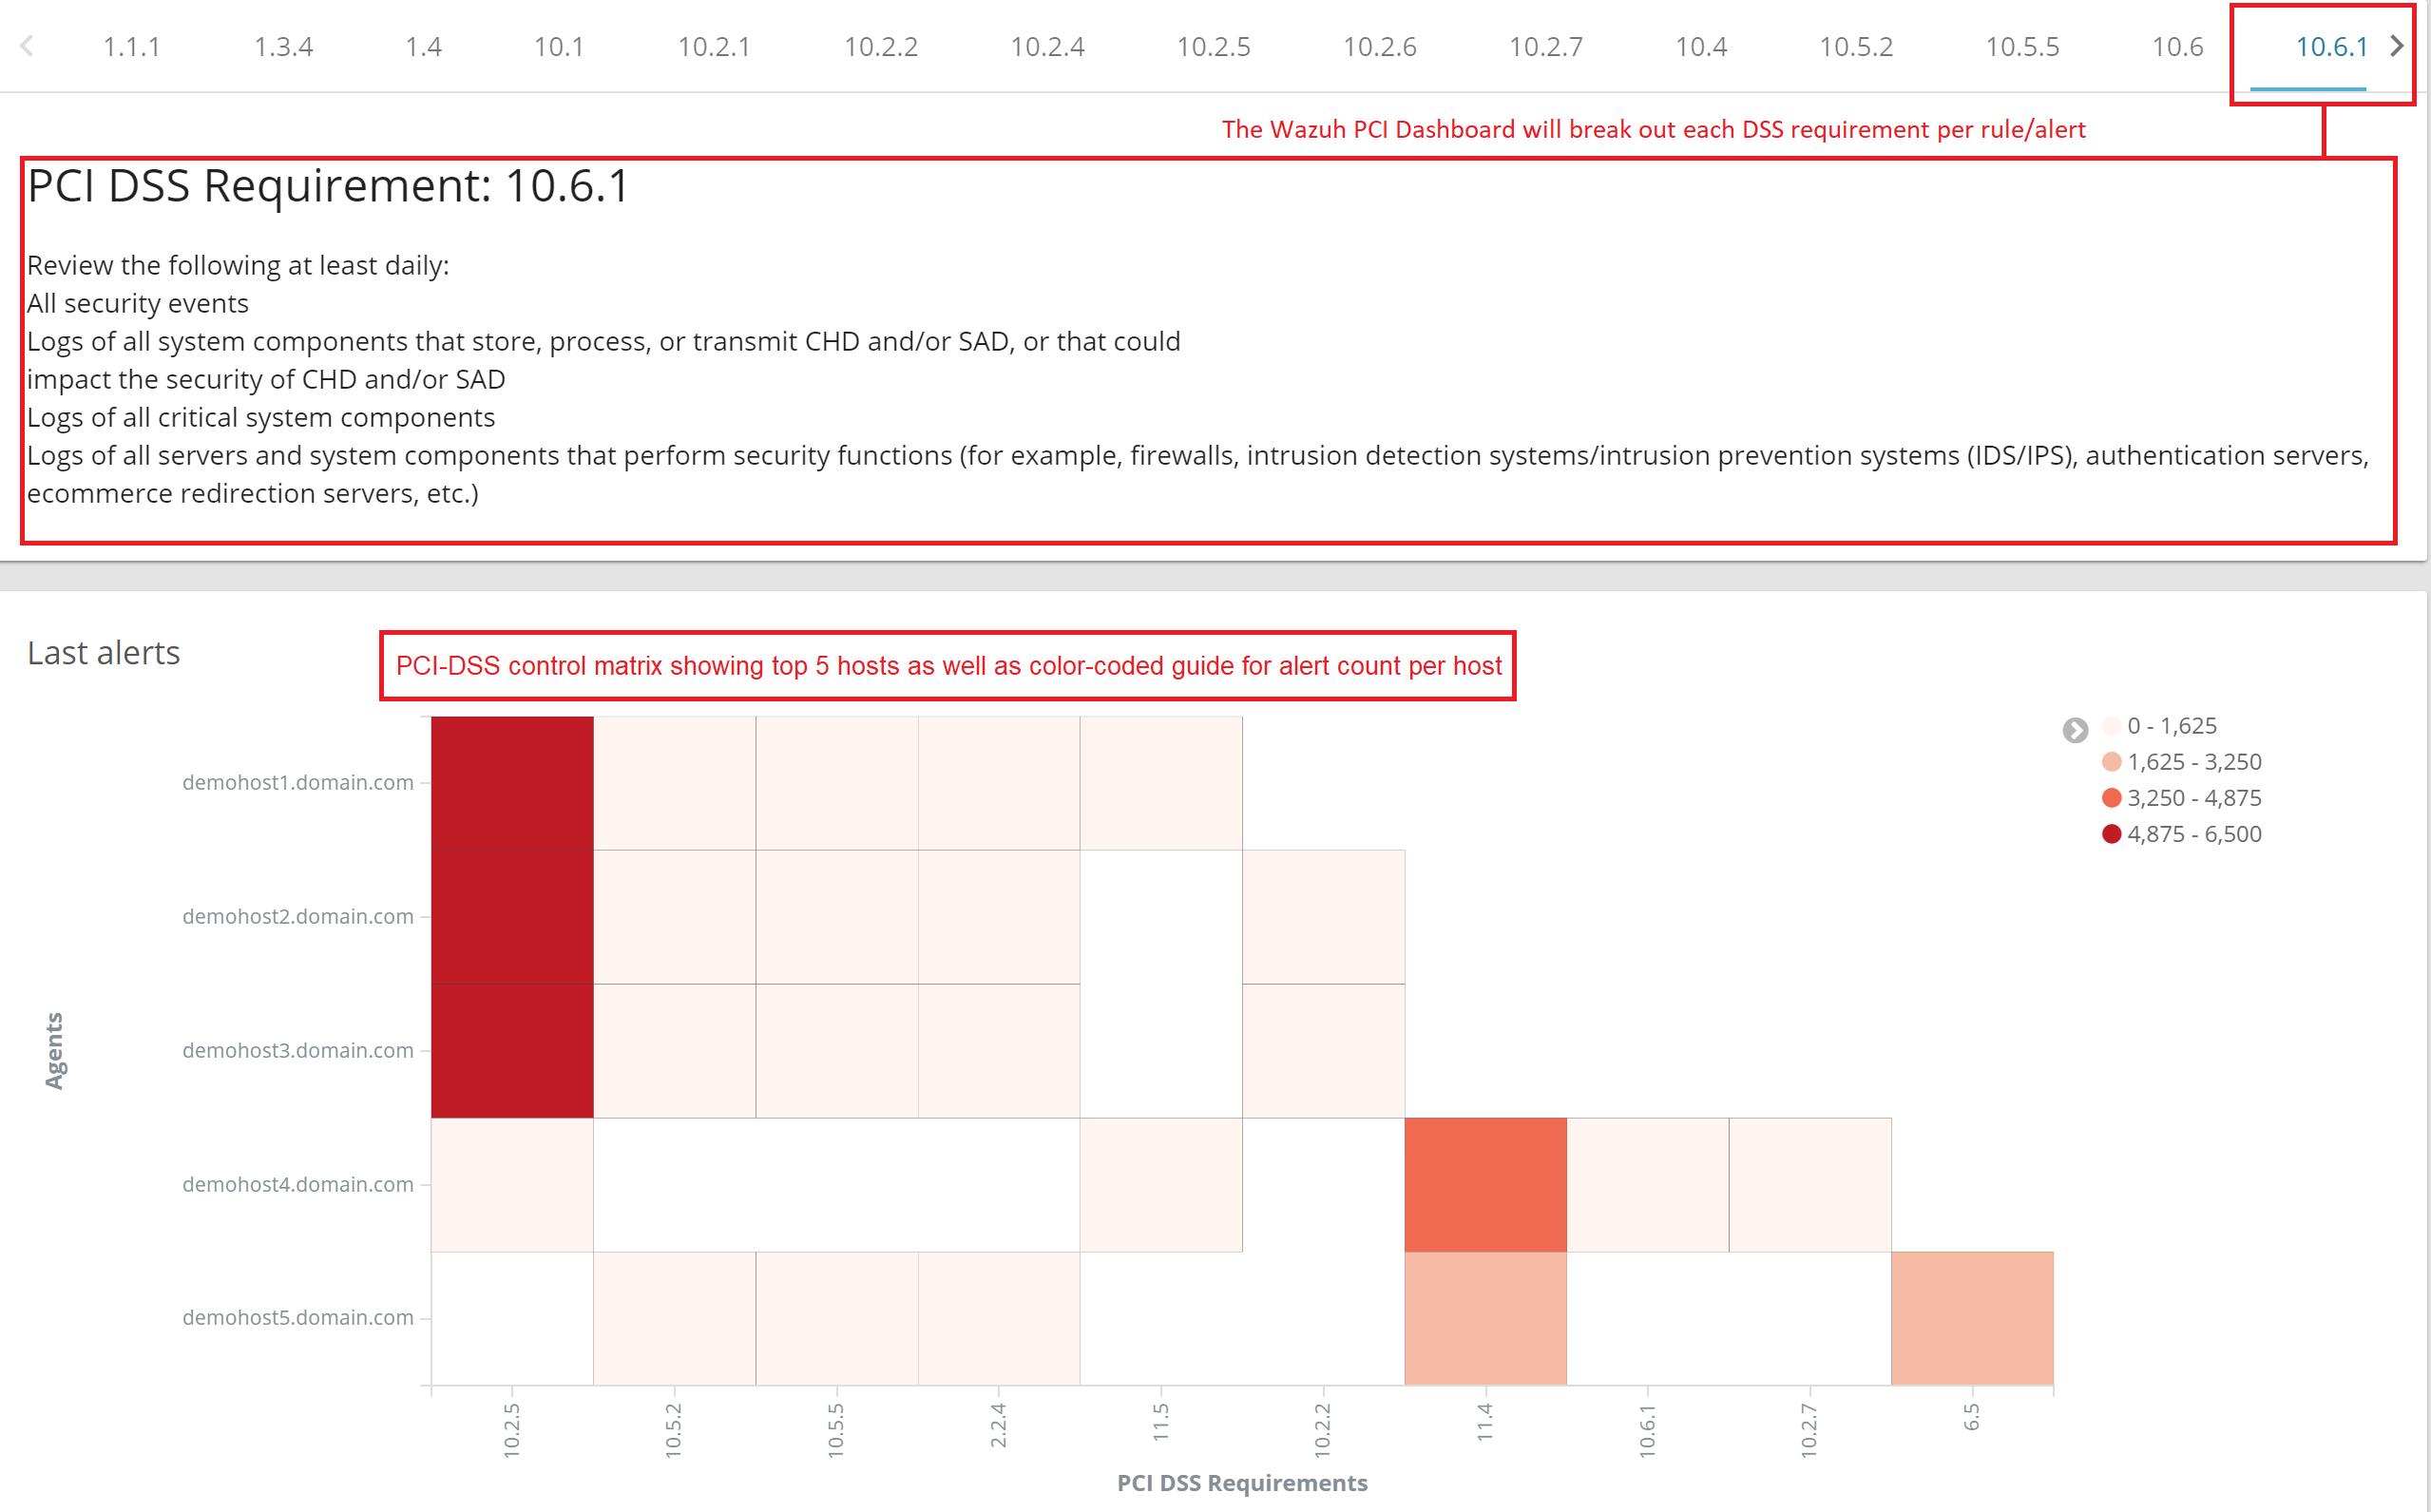 1.1.1 1.3.4 1.4 10.1 10.2.1 10.2.2 10.2.4 10.2.5 10.2.6 10.2.7 10.4 10.5.2 10.5.5 10.6 10.6.1
The Wazuh PCI Dashboard will break out each DSS requirement per rule/alert
PCI DSS Requirement: 10.6.1
Review the following at least daily:
All security events
Logs of all system components that store, process, or transmit CHD and/or SAD, or that could
impact the security of CHD and/or SAD
Logs of all critical system components
Logs of all servers and system components that perform security functions (for example, firewalls, intrusion detection systems/intrusion prevention systems (IDS/IPS), authentication servers,
ecommerce redirection servers, etc.)
Last alerts
PCI-DSS control matrix showing top 5 hosts as well as color-coded guide for alert count per host
0 - 1,625
1,625 - 3,250
3,250 - 4,875
4,875 - 6,500
Agents
demohost1.domain.com
demohost2.domain.com
demohost3.domain.com
demohost4.domain.com
demohost5.domain.com
10.2.5 10.5.2 10.5.5 2.2.4 11.5 10.2.2 11.4 10.6.1 10.2.7 6.5
PCI DSS Requirements